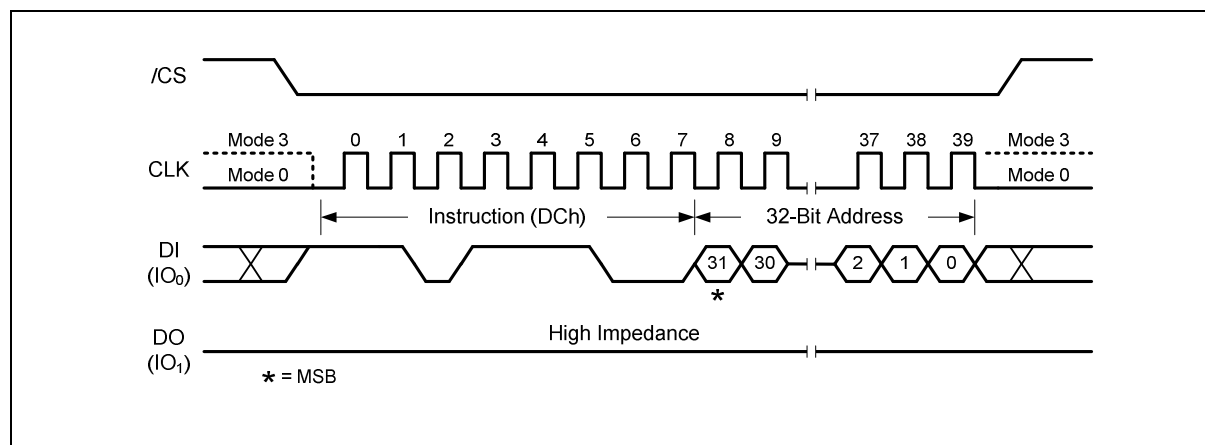 /CS
Mode 3 0 1 2 3 4 5 6 7 8 9 37 38 39 Mode 3
CLK
Mode 0 Mode 0
Instruction (DCh) 32-Bit Address
DI
(IO₀)
31 30 2 1 0
*
DO
(IO₁)
High Impedance
* = MSB